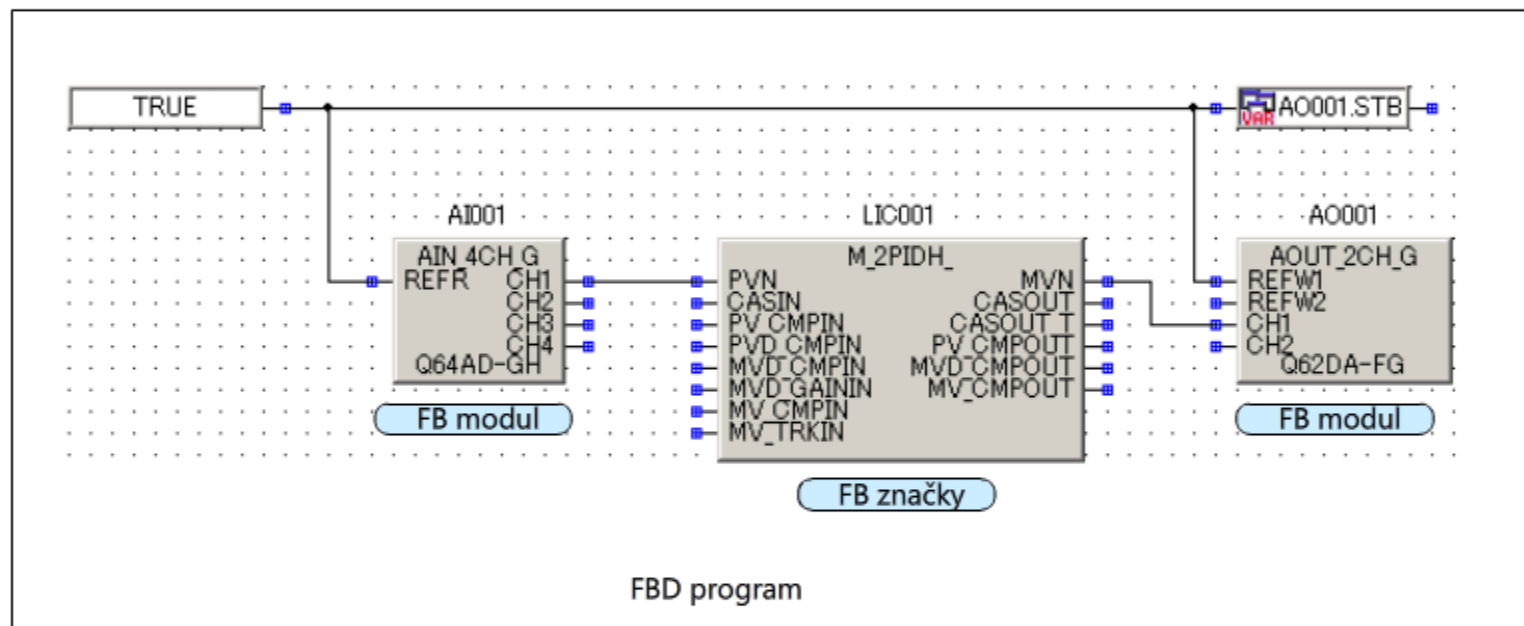 TRUE
VAR AO001.STB
AI001
LIC001
AO001
AIN_4CH_G
REFR CH1
CH2
CH3
CH4
Q64AD-GH
M_2PIDH_
PVN MVN
CASIN CASOUT
PV_CMPIN CASOUT_T
PVD_CMPIN PV_CMPOUT
MVD_CMPIN MVD_CMPOUT
MVD_GAININ MV_CMPOUT
MV_CMPIN
MV_TRKIN
AOUT_2CH_G
REFW1
REFW2
CH1
CH2
Q62DA-FG
FB modul
FB modul
FB značky
FBD program